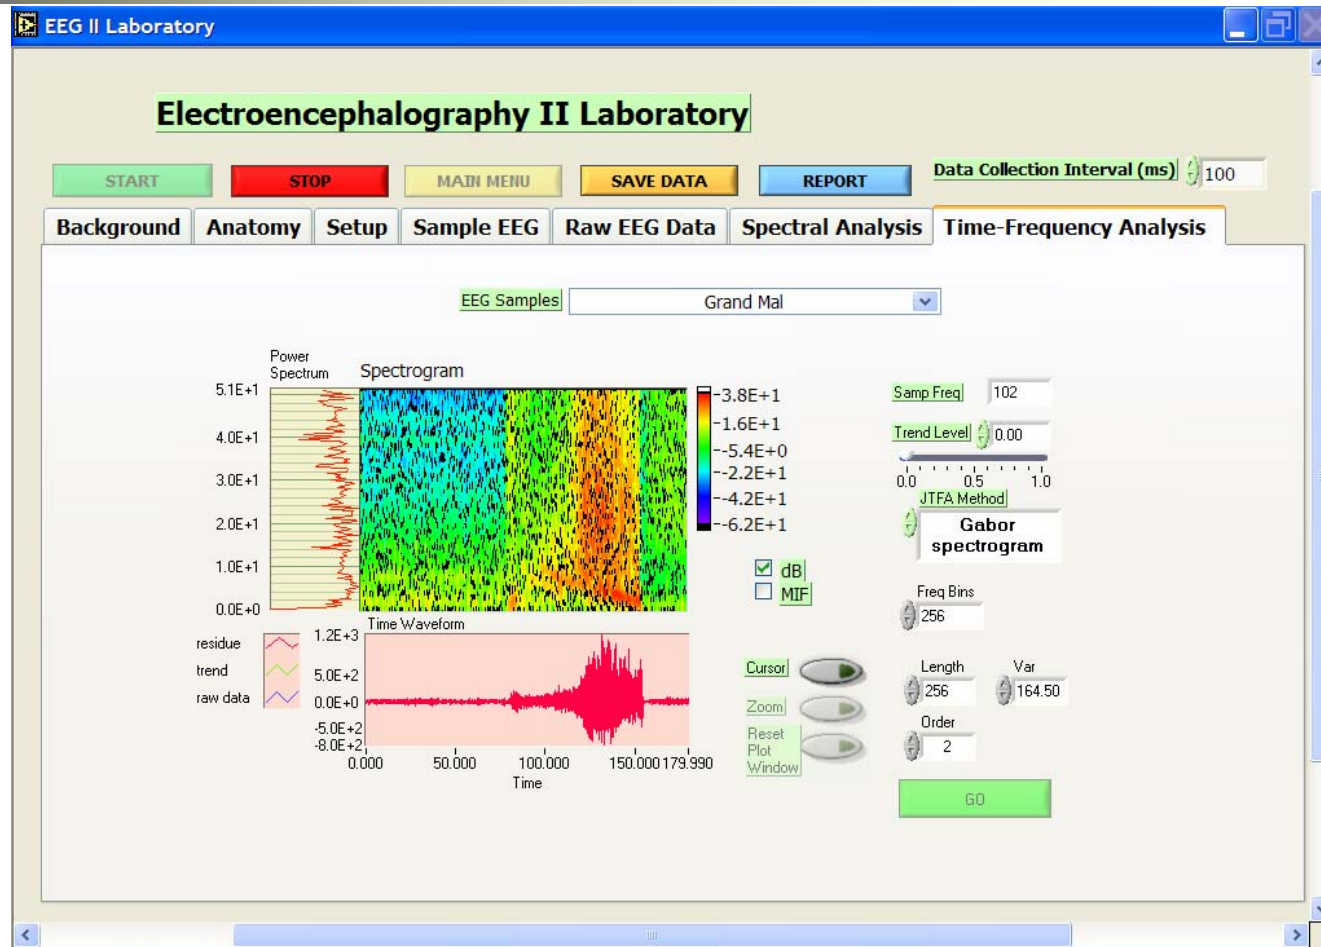 EEG II Laboratory
Electroencephalography II Laboratory
START
STOP
MAIN MENU
SAVE DATA
REPORT
Data Collection Interval (ms)
100
Background
Anatomy
Setup
Sample EEG
Raw EEG Data
Spectral Analysis
Time-Frequency Analysis
EEG Samples
Grand Mal
Power
Spectrum
Spectrogram
5.1E+1
4.0E+1
3.0E+1
2.0E+1
1.0E+1
0.0E+0
-3.8E+1
-1.6E+1
--5.4E+0
--2.2E+1
--4.2E+1
--6.2E+1
dB
MIF
Time Waveform
residue
trend
raw data
1.2E+3
5.0E+2
0.0E+0
-5.0E+2
-8.0E+2
0.000
50.000
100.000
150.000
179.990
Time
Cursor
Zoom
Reset
Plot
Window
Samp Freq
102
Trend Level
0.00
0.0
0.5
1.0
JTFA Method
Gabor
spectrogram
Freq Bins
256
Length
256
Var
164.50
Order
2
GO